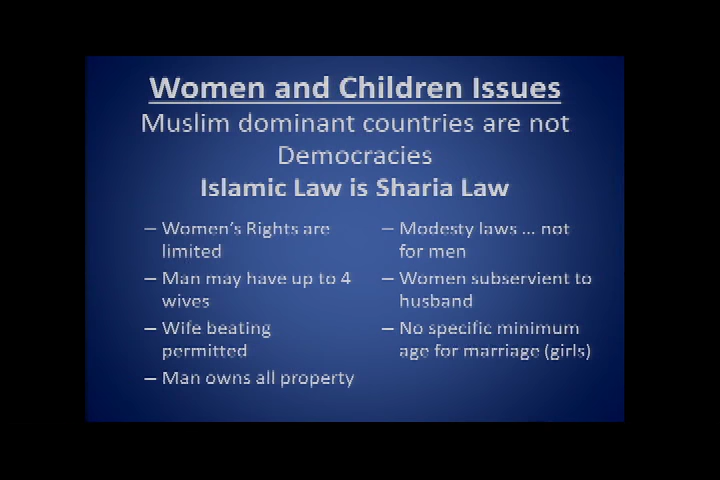 Women and Children Issues
Muslim dominant countries are not
Democracies
Islamic Law is Sharia Law
– Women's Rights are
limited
– Man may have up to 4
wives
– Wife beating
permitted
– Man owns all property
– Modesty laws ... not
for men
– Women subservient to
husband
– No specific minimum
age for marriage (girls)